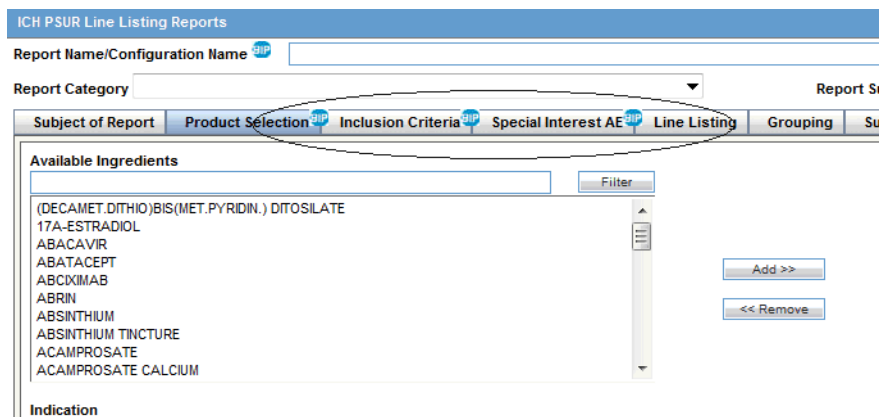 ICH PSUR Line Listing Reports
Report Name/Configuration Name BIP
Report Category Report Su
Subject of Report Product Selection BIP Inclusion Criteria BIP Special Interest AE BIP Line Listing Grouping Su
Available Ingredients
Filter
(DECAMET.DITHIO)BIS(MET.PYRIDIN.) DITOSILATE
17A-ESTRADIOL
ABACAVIR
ABATACEPT
ABCIXIMAB
Add >>
ABRIN
ABSINTHIUM
<< Remove
ABSINTHIUM TINCTURE
ACAMPROSATE
ACAMPROSATE CALCIUM
Indication